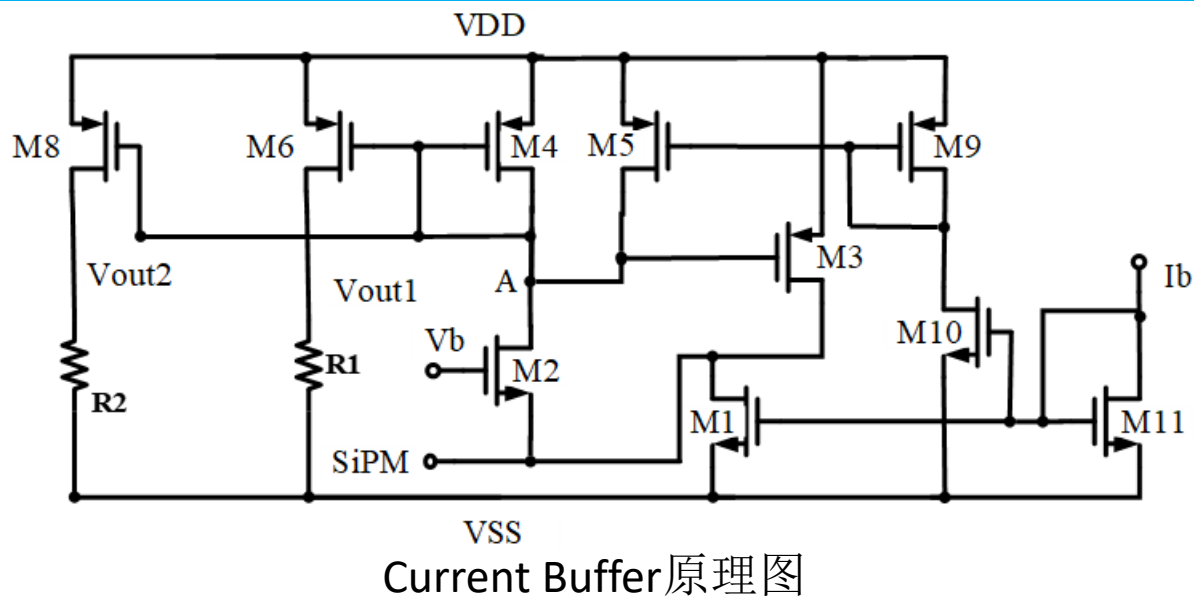 VDD
M8
M6
M4
M5
M9
M3
Ib
Vout2
Vout1
A
M10
Vb
R1
M2
R2
M1
M11
SiPM
VSS
Current Buffer原理图